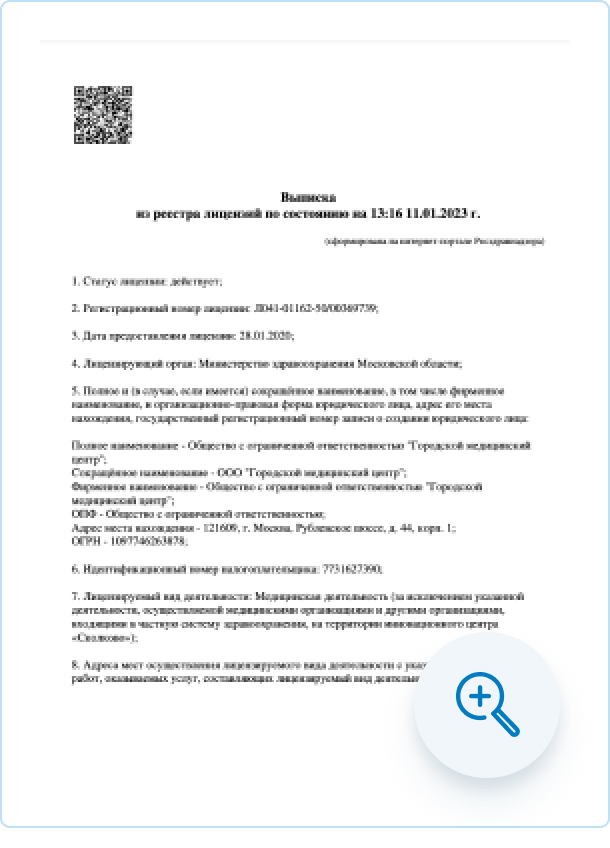 Выписка
из реестра лицензий по состоянию на 13:16 11.01.2023 г.
(сформирована на интернет-портале Росздравнадзора)
1. Статус лицензии: действует;
2. Регистрационный номер лицензии: Л041-01162-50/00369739;
3. Дата предоставления лицензии: 28.01.2020;
4. Лицензирующий орган: Министерство здравоохранения Московской области;
5. Полное и (в случае, если имеется) сокращённое наименование, в том числе фирменное
наименование, и организационно-правовая форма юридического лица, адрес его места
нахождения, государственный регистрационный номер записи о создании юридического лица:
Полное наименование - Общество с ограниченной ответственностью "Городской медицинский
центр";
Сокращённое наименование - ООО "Городской медицинский центр";
Фирменное наименование - Общество с ограниченной ответственностью "Городской
медицинский центр";
ОПФ - Общество с ограниченной ответственностью;
Адрес места нахождения - 121609, г. Москва, Рублевское шоссе, д. 44, корп. 1;
ОГРН - 1097746263878;
6. Идентификационный номер налогоплательщика: 7731627390;
7. Лицензируемый вид деятельности: Медицинская деятельность (за исключением указанной
деятельности, осуществляемой медицинскими организациями и другими организациями,
входящими в частную систему здравоохранения, на территории инновационного центра
«Сколково»);
8. Адреса мест осуществления лицензируемого вида деятельности с
работ, оказываемых услуг, составляющих лицензируемый вид